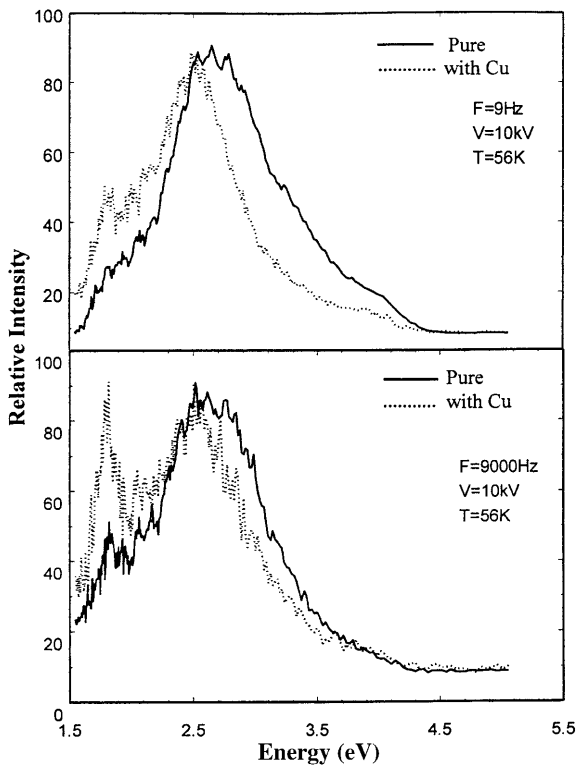 100
80
60
40
20
Pure
with Cu
F=9Hz
V=10kV
T=56K
Relative Intensity
100
80
60
40
20
0
Pure
with Cu
F=9000Hz
V=10kV
T=56K
1.5 2.5 3.5 4.5 5.5
Energy (eV)